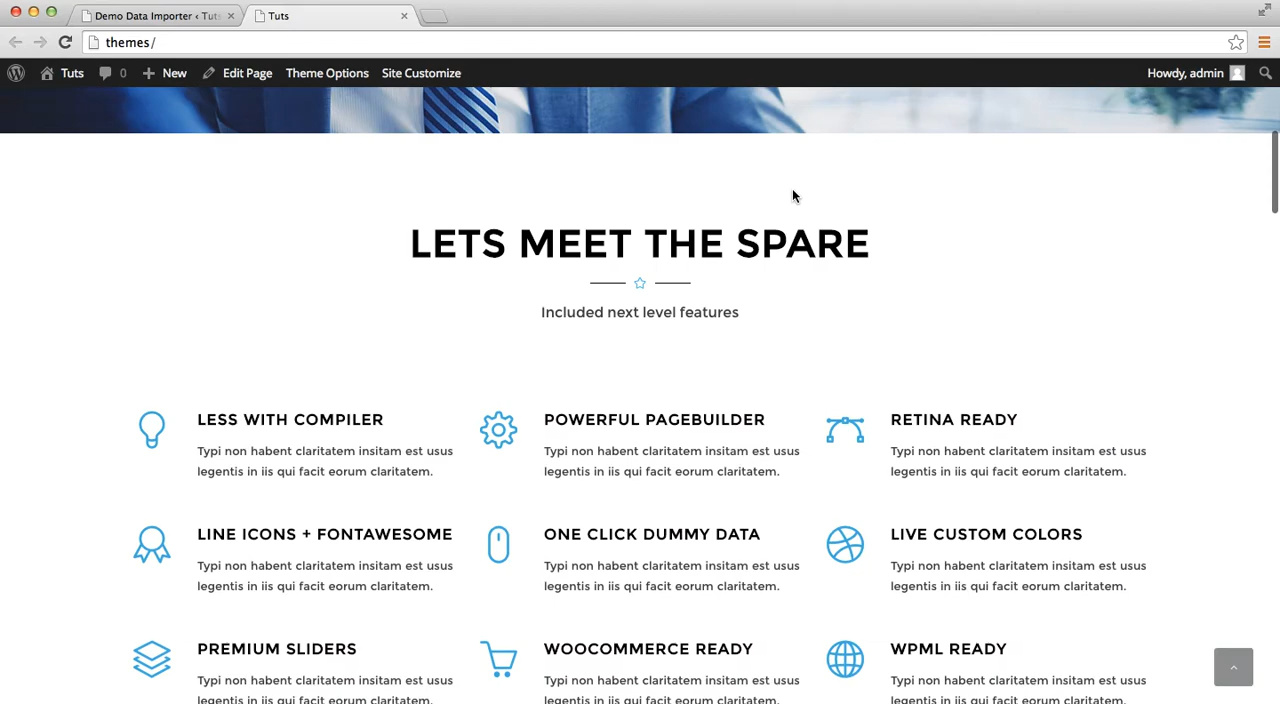 Demo Data Importer ‹ Tuts
Tuts
themes/
Tuts 0 New Edit Page Theme Options Site Customize Howdy, admin
LETS MEET THE SPARE
Included next level features
LESS WITH COMPILER
Typi non habent claritatem insitam est usus
legentis in iis qui facit eorum claritatem.
POWERFUL PAGEBUILDER
Typi non habent claritatem insitam est usus
legentis in iis qui facit eorum claritatem.
RETINA READY
Typi non habent claritatem insitam est usus
legentis in iis qui facit eorum claritatem.
LINE ICONS + FONTAWESOME
Typi non habent claritatem insitam est usus
legentis in iis qui facit eorum claritatem.
ONE CLICK DUMMY DATA
Typi non habent claritatem insitam est usus
legentis in iis qui facit eorum claritatem.
LIVE CUSTOM COLORS
Typi non habent claritatem insitam est usus
legentis in iis qui facit eorum claritatem.
PREMIUM SLIDERS
Typi non habent claritatem insitam est usus
legentis in iis qui facit eorum claritatem.
WOOCOMMERCE READY
Typi non habent claritatem insitam est usus
legentis in iis qui facit eorum claritatem.
WPML READY
Typi non habent claritatem insitam est usus
legentis in iis qui facit eorum claritatem.